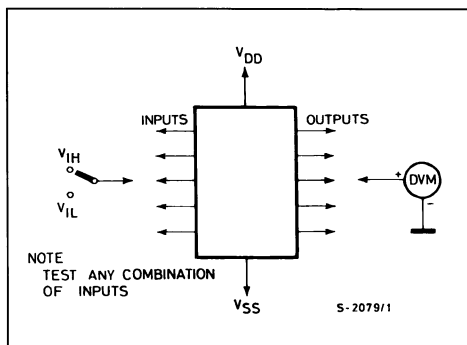 VDD
INPUTS
OUTPUTS
VIH
VIL
+
DVM
-
NOTE
TEST ANY COMBINATION
OF INPUTS
VSS
S-2079/1